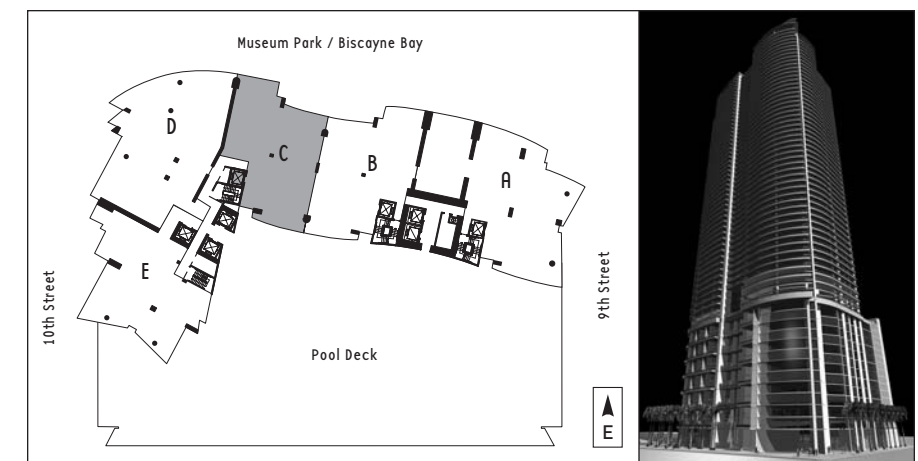 Museum Park / Biscayne Bay
D
C
B
A
E
10th Street
9th Street
Pool Deck
E